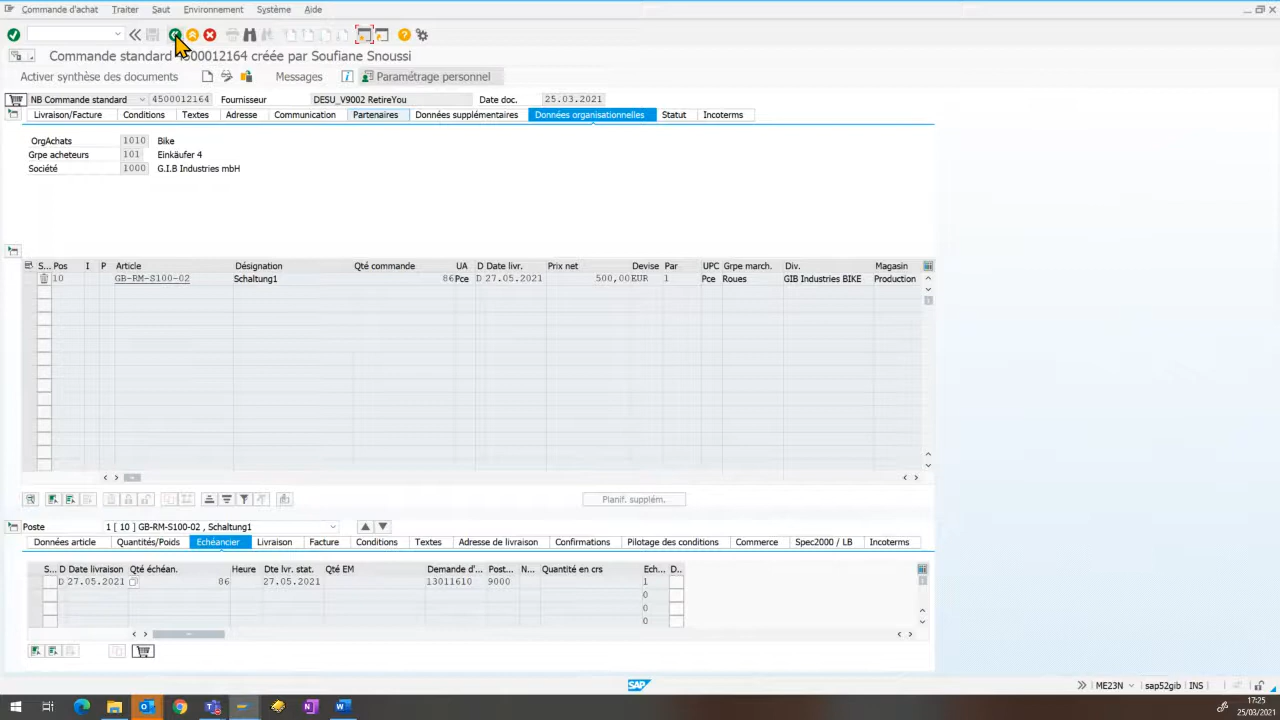 Commande d'achat Traiter Saut Environnement Système Aide
Commande standard 4500012164 créée par Soufiane Snoussi
Activer synthèse des documents Messages Paramétrage personnel
NB Commande standard 4500012164 Fournisseur DESU_V9002 RetireYou Date doc. 25.03.2021
Livraison/Facture Conditions Textes Adresse Communication Partenaires Données supplémentaires Données organisationnelles Statut Incoterms
OrgAchats 1010 Bike
Grpe acheteurs 101 Einkäufer 4
Société 1000 G.I.B Industries mbH
S... Pos I P Article Désignation Qté commande UA D Date livr. Prix net Devise Par UPC Grpe march. Div. Magasin
10 GB-RM-S100-02 Schaltung1 86 Pce D 27.05.2021 500,00 EUR 1 Pce Roues GIB Industries BIKE Production
Planif. supplém.
Poste 1 [ 10 ] GB-RM-S100-02 , Schaltung1
Données article Quantités/Poids Echéancier Livraison Facture Conditions Textes Adresse de livraison Confirmations Pilotage des conditions Commerce Spec2000 / LB Incoterms
S... D Date livraison Qté échéan. Heure Dte lvr. stat. Qté EM Demande d'... Post... N... Quantité en crs Ech... D..
D 27.05.2021 86 27.05.2021 13011610 9000 1
0
0
0
SAP ME23N sap52gib INS
17:25
25/03/2021